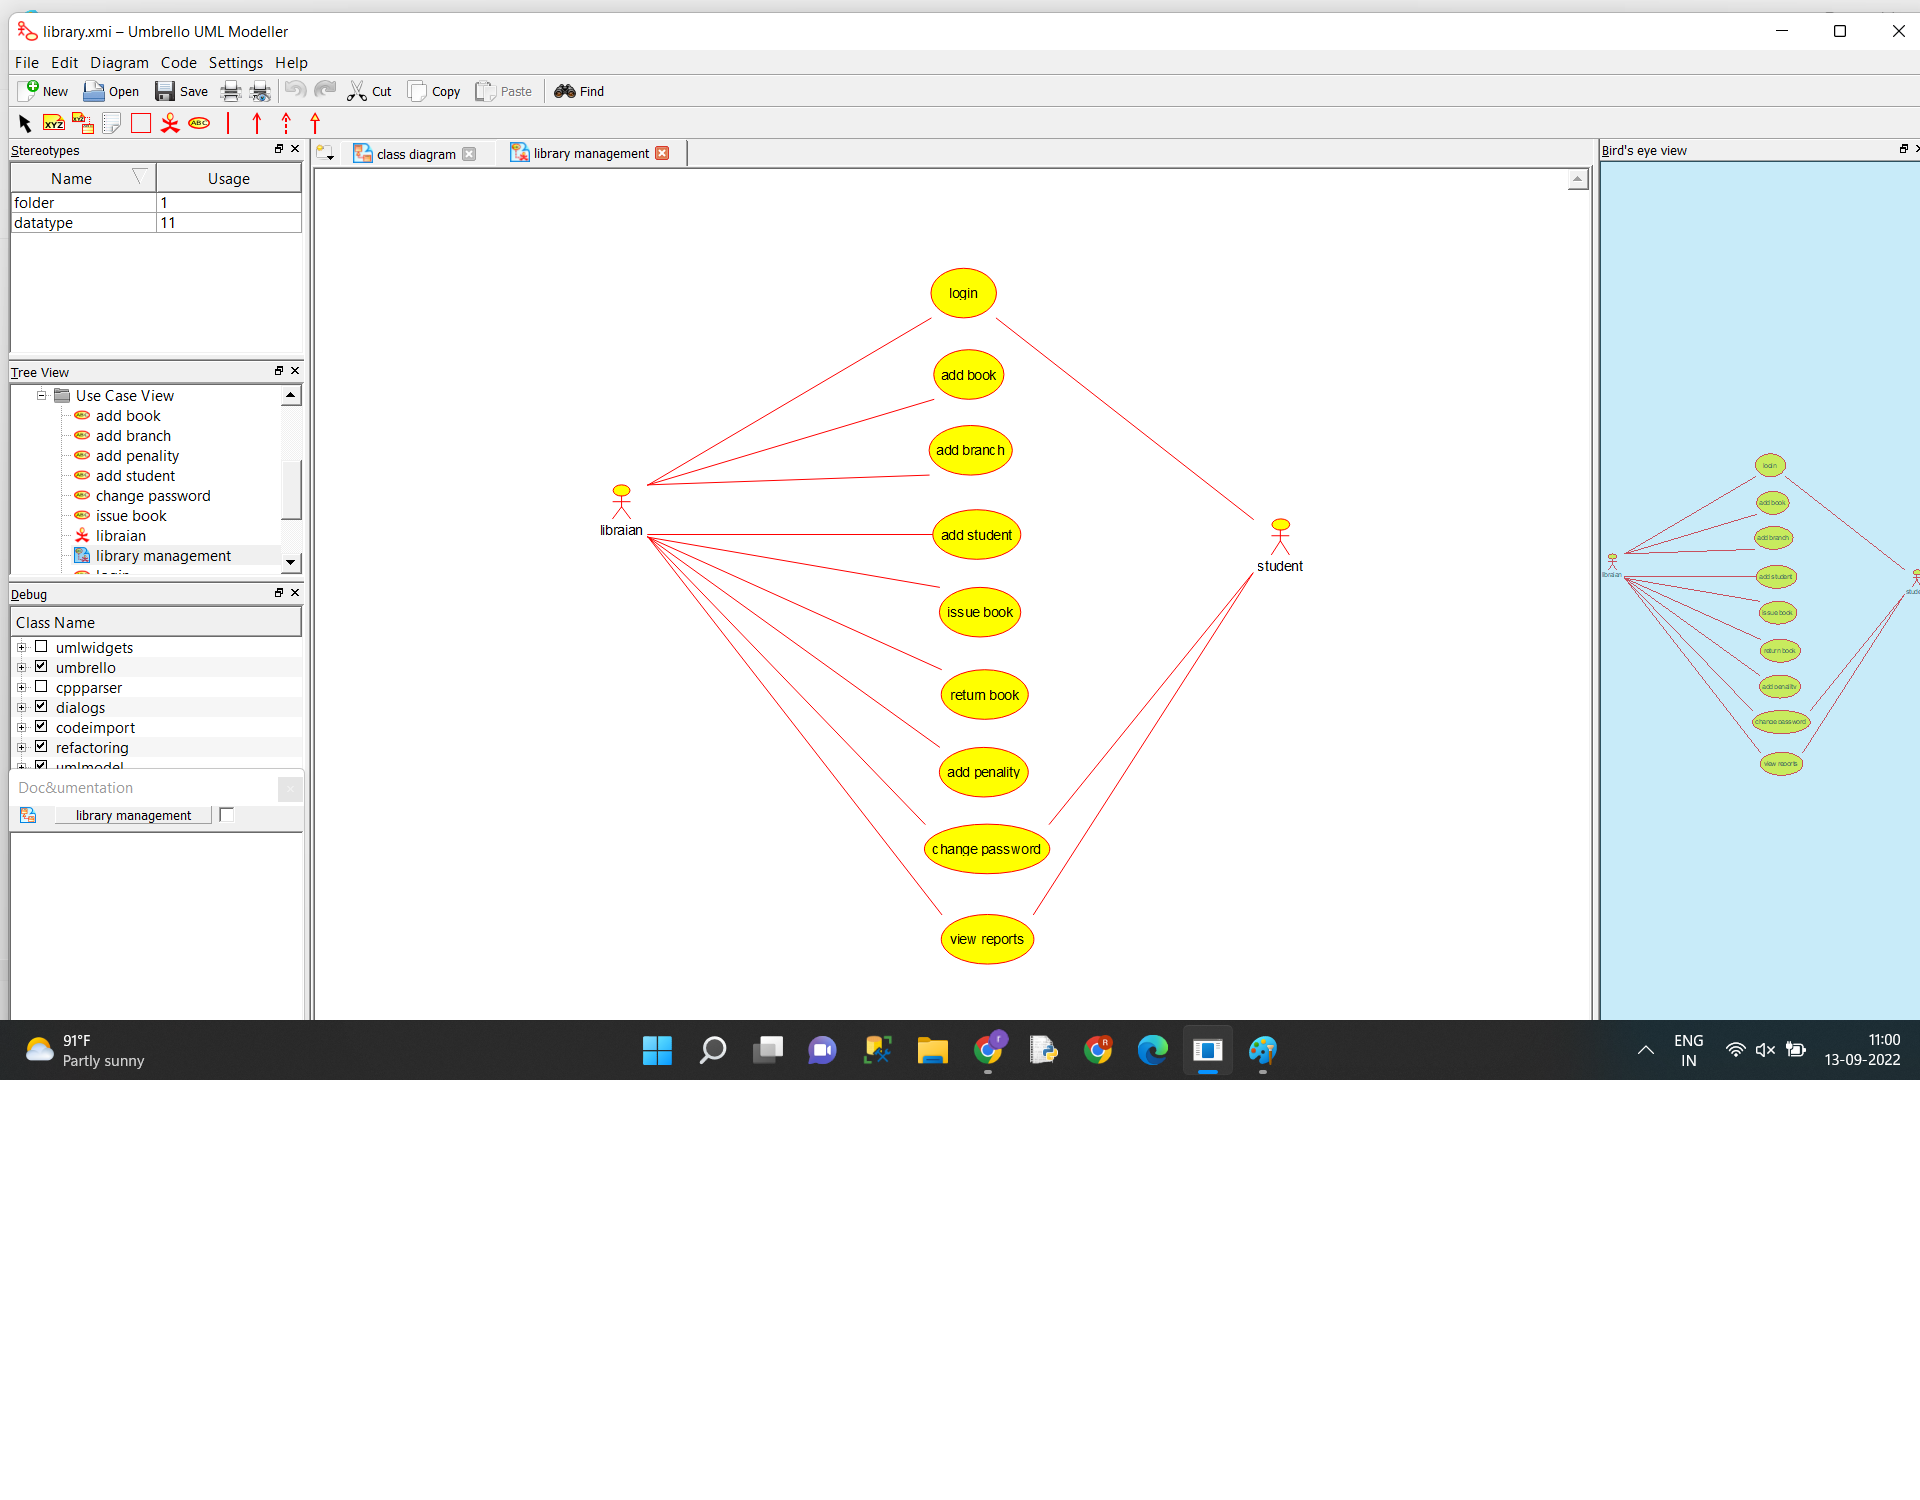 library.xmi – Umbrello UML Modeller
File Edit Diagram Code Settings Help
New Open Save Cut Copy Paste Find
XYZ XYZ ABC
Stereotypes
Name Usage
folder 1
datatype 11
Tree View
Use Case View
add book
add branch
add penality
add student
change password
issue book
libraian
library management
Debug
Class Name
umlwidgets
umbrello
cppparser
dialogs
codeimport
refactoring
umlmodel
Doc&umentation
library management
class diagram library management
login
add book
add branch
add student
issue book
return book
add penality
change password
view reports
libraian
student
Bird's eye view
login
add book
add branch
add student
issue book
return book
add penality
change password
view reports
libraian
91°F
Partly sunny
ENG
IN
11:00
13-09-2022